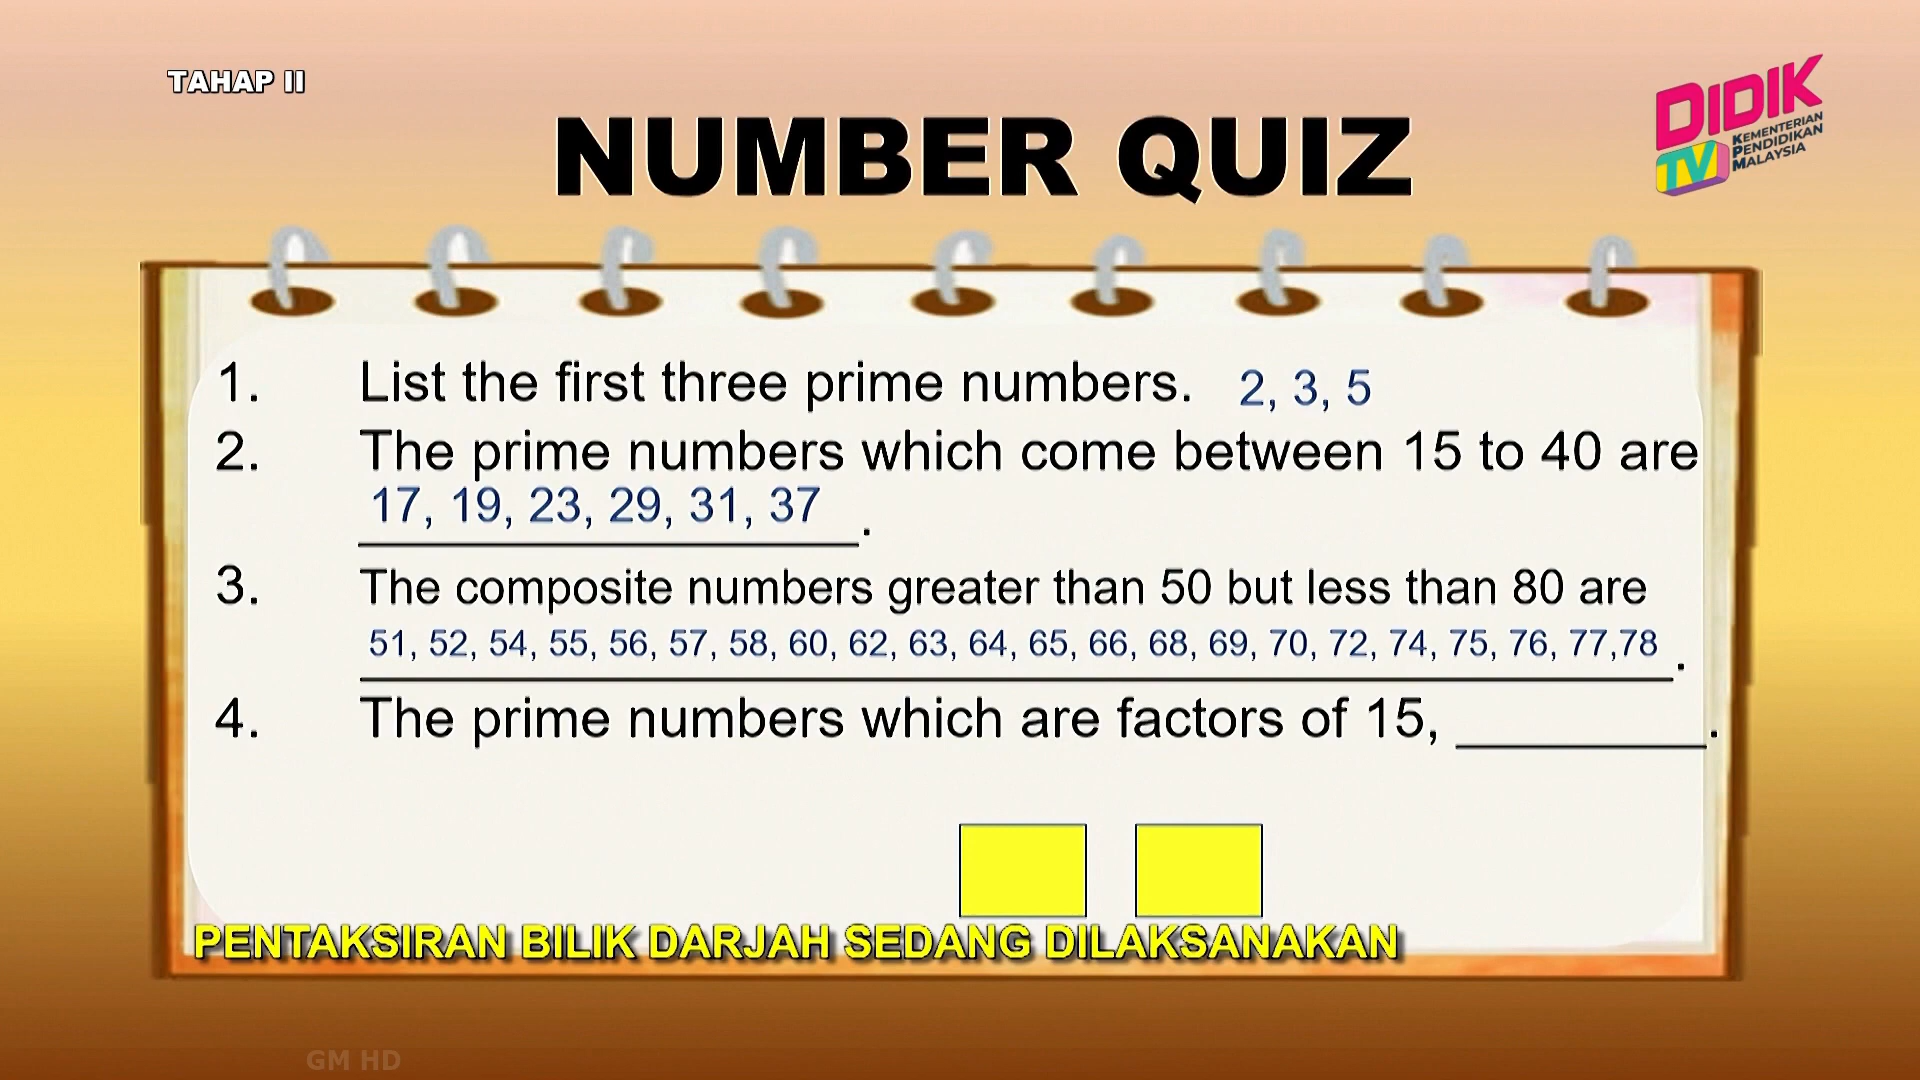 TAHAP II
DIDIK
TV
KEMENTERIAN
PENDIDIKAN
MALAYSIA
NUMBER QUIZ
1. List the first three prime numbers. 2, 3, 5
2. The prime numbers which come between 15 to 40 are
17, 19, 23, 29, 31, 37.
3. The composite numbers greater than 50 but less than 80 are
51, 52, 54, 55, 56, 57, 58, 60, 62, 63, 64, 65, 66, 68, 69, 70, 72, 74, 75, 76, 77,78.
4. The prime numbers which are factors of 15, ________.
PENTAKSIRAN BILIK DARJAH SEDANG DILAKSANAKAN
GM HD